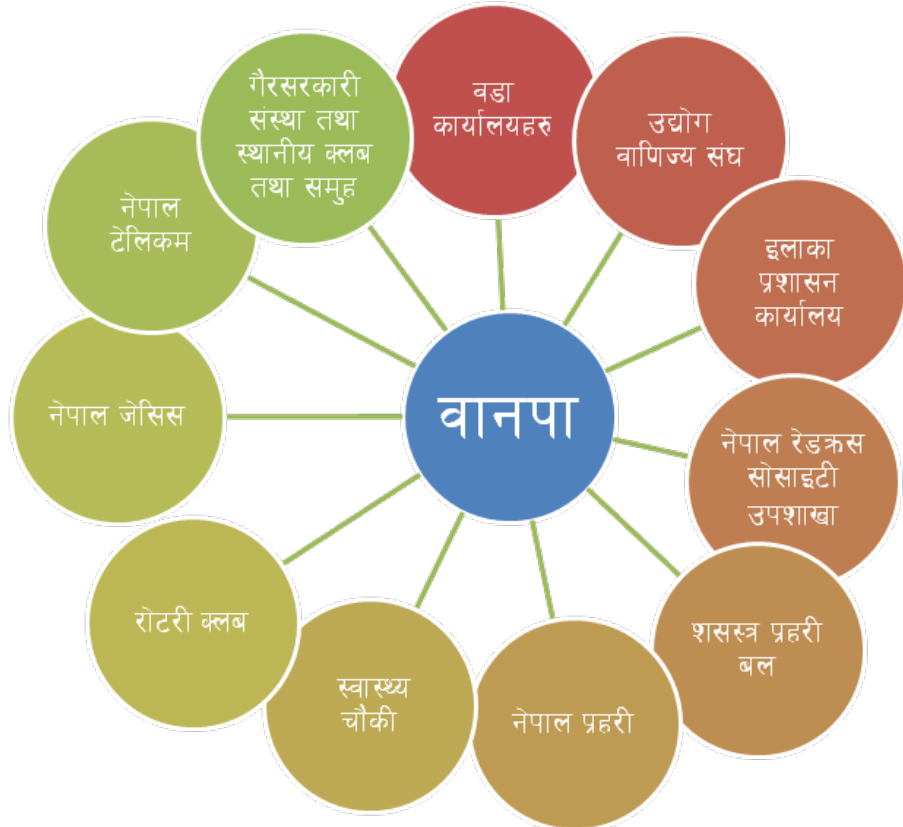 वडा
कार्यालयहरु
उद्योग
वाणिज्य संघ
इलाका
प्रशासन
कार्यालय
नेपाल रेडक्रस
सोसाइटी
उपशाखा
शसस्त्र प्रहरी
बल
नेपाल प्रहरी
स्वास्थ्य
चौकी
रोटरी क्लब
नेपाल जेसिस
नेपाल
टेलिकम
गैरसरकारी
संस्था तथा
स्थानीय क्लब
तथा समुह
वानपा